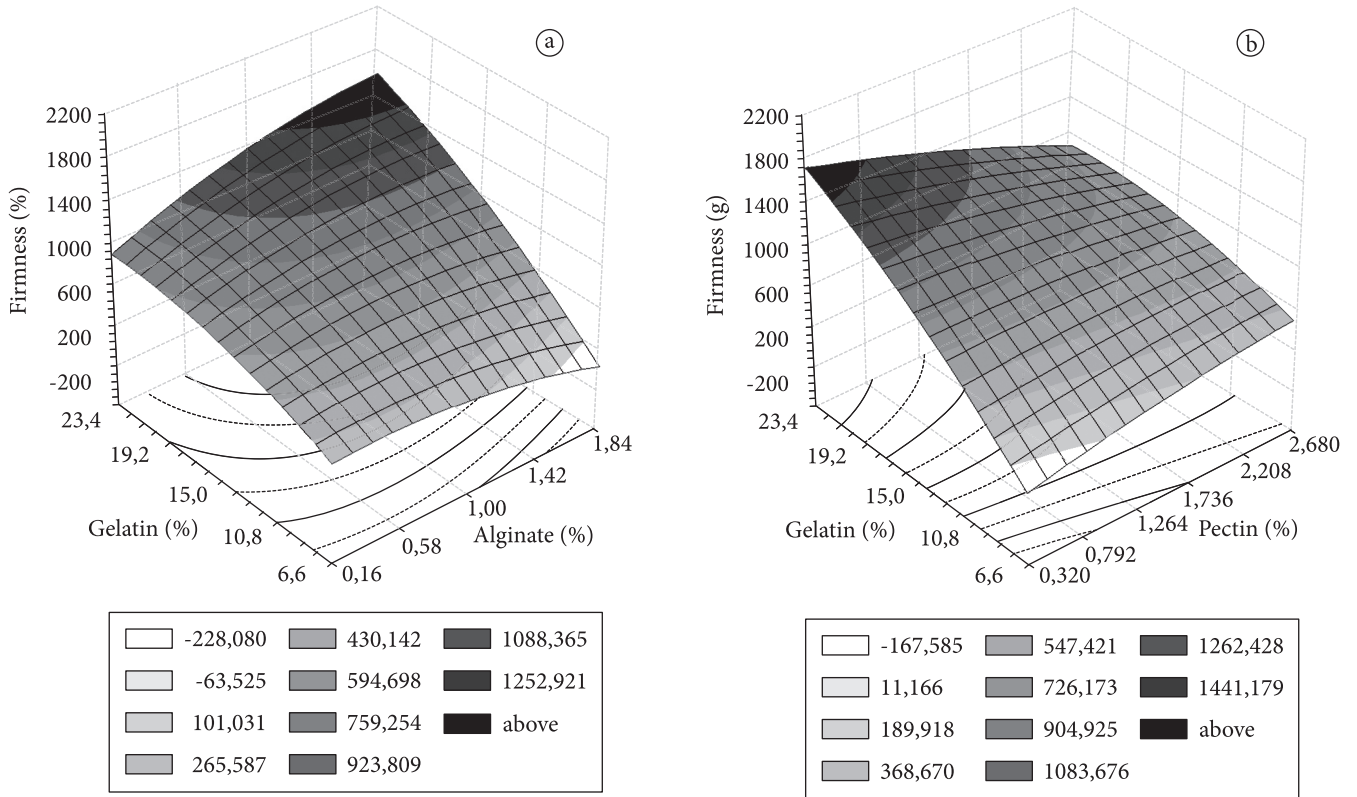 a
2200
1800
1400
1000
600
200
-200
Firmness (%)
23,4
19,2
15,0
10,8
6,6
Gelatin (%)
0,16
0,58
1,00
1,42
1,84
Alginate (%)
-228,080 430,142 1088,365
-63,525 594,698 1252,921
101,031 759,254 above
265,587 923,809
b
2200
1800
1400
1000
600
200
-200
Firmness (g)
23,4
19,2
15,0
10,8
6,6
Gelatin (%)
0,320
0,792
1,264
1,736
2,208
2,680
Pectin (%)
-167,585 547,421 1262,428
11,166 726,173 1441,179
189,918 904,925 above
368,670 1083,676